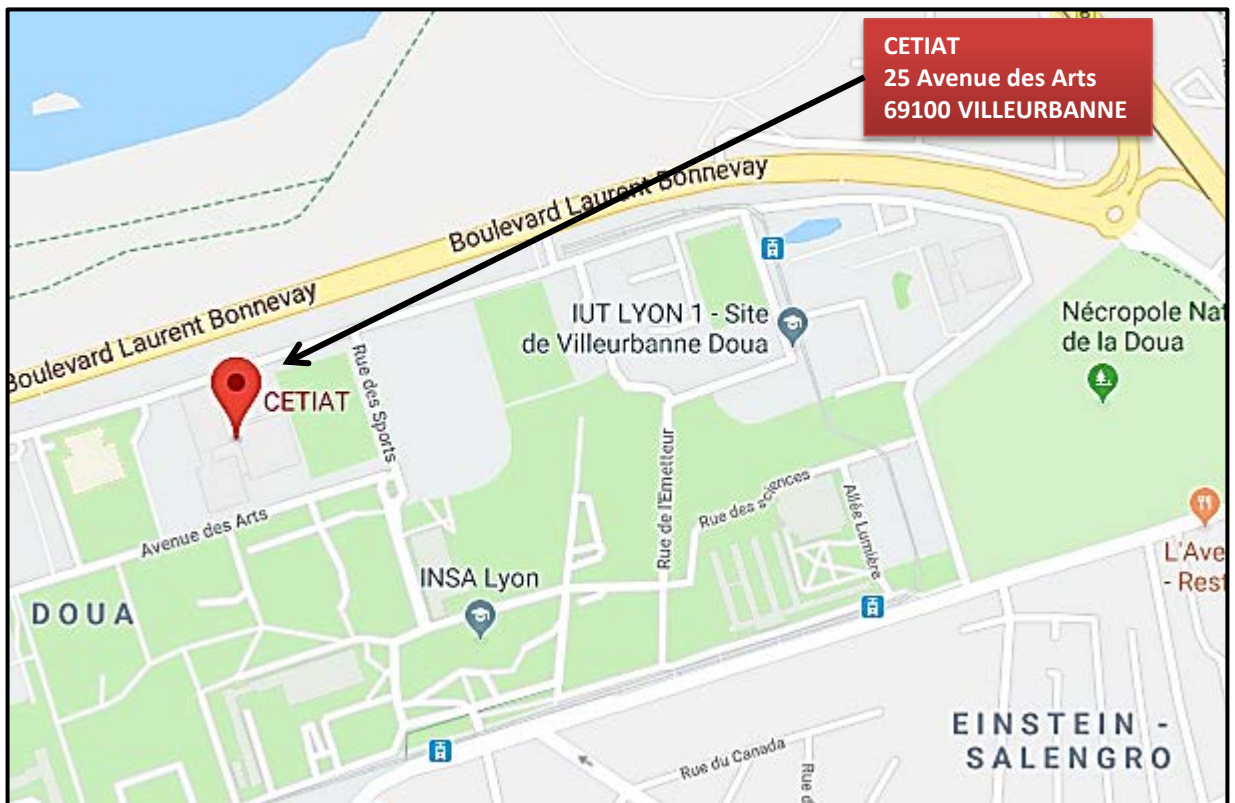 CETIAT
25 Avenue des Arts
69100 VILLEURBANNE
Boulevard Laurent Bonnevay
Boulevard Laurent Bonnevay
IUT LYON 1 - Site
de Villeurbanne Doua
Nécropole Nat
de la Doua
CETIAT
Rue des Sports
Rue de l'Émetteur
Rue des sciences
Allée Lumière
Avenue des Arts
L'Ave
- Rest
INSA Lyon
DOUA
EINSTEIN -
SALENGRO
Rue du Canada
Rue d